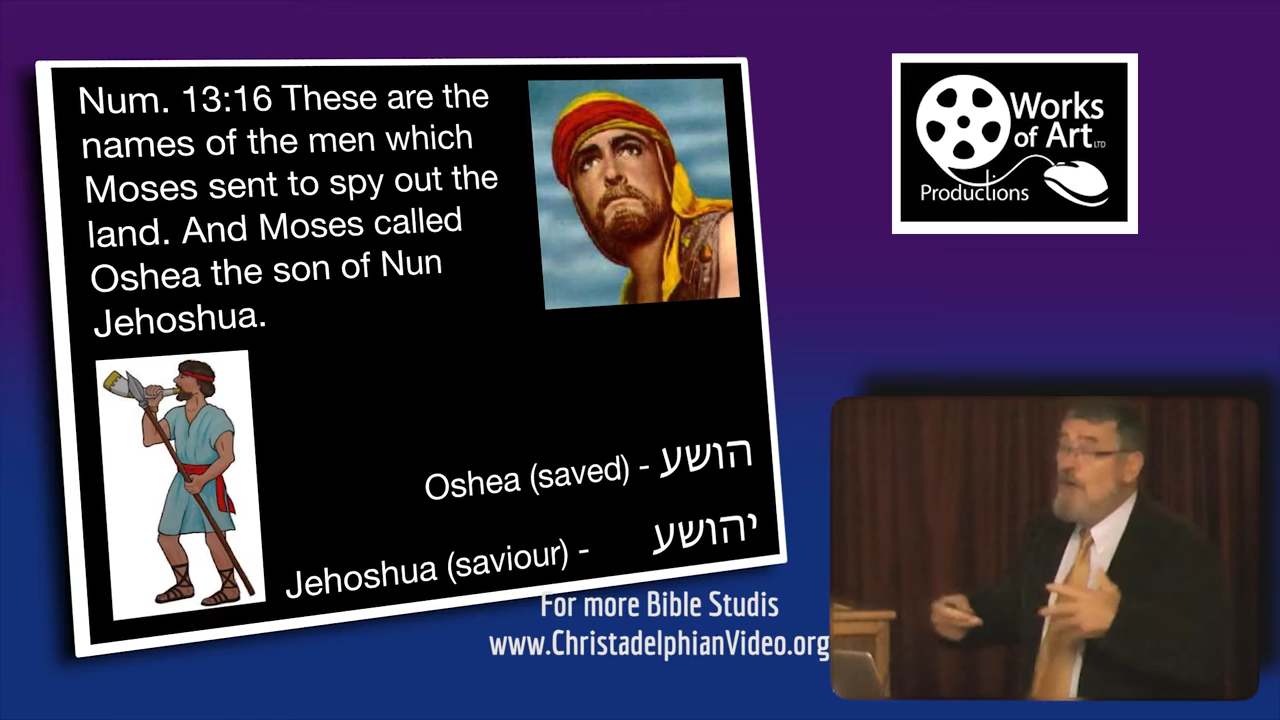 Num. 13:16 These are the
names of the men which
Moses sent to spy out the
land. And Moses called
Oshea the son of Nun
Jehoshua.
Oshea (saved) - הושע
Jehoshua (saviour) - יהושע
Works
of Art LTD
Productions
For more Bible Studis
www.ChristadelphianVideo.org